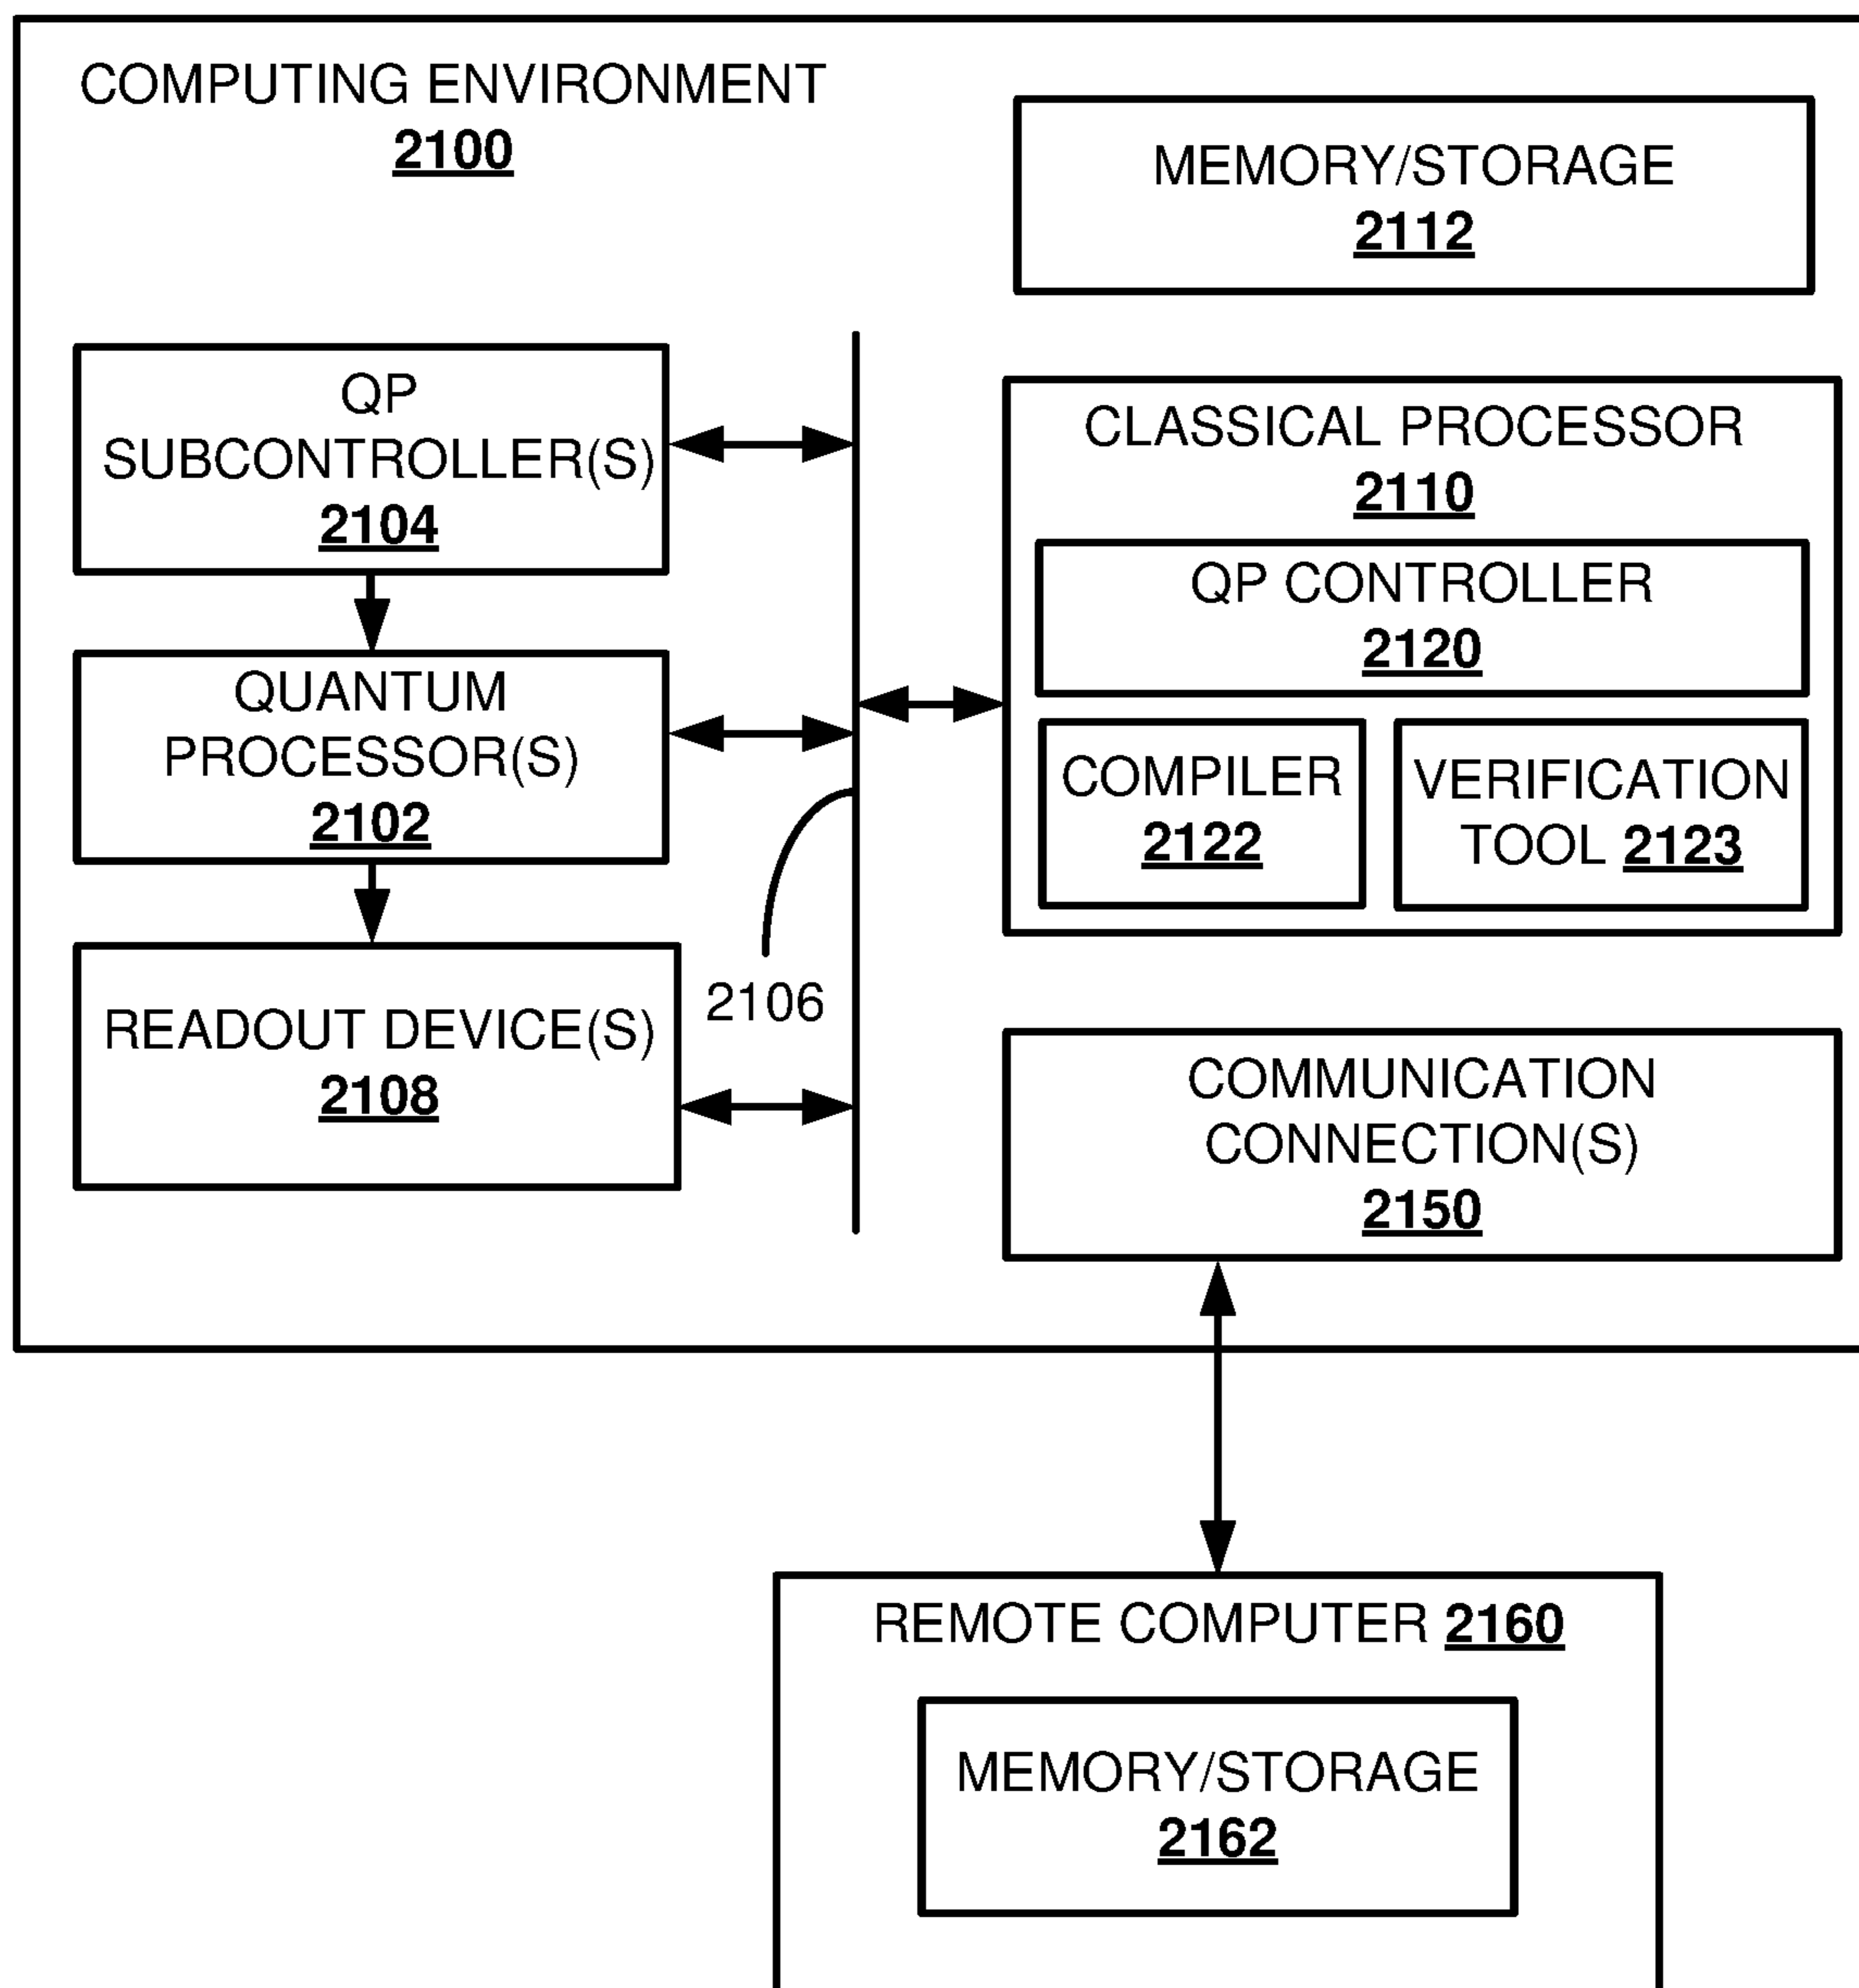 COMPUTING ENVIRONMENT
2100
MEMORY/STORAGE
2112
QP
SUBCONTROLLER(S)
2104
QUANTUM
PROCESSOR(S)
2102
READOUT DEVICE(S)
2108
2106
CLASSICAL PROCESSOR
2110
QP CONTROLLER
2120
COMPILER
2122
VERIFICATION
TOOL 2123
COMMUNICATION
CONNECTION(S)
2150
REMOTE COMPUTER 2160
MEMORY/STORAGE
2162